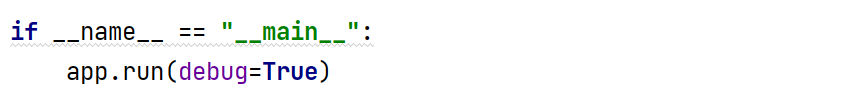 if __name__ == "__main__":
    app.run(debug=True)